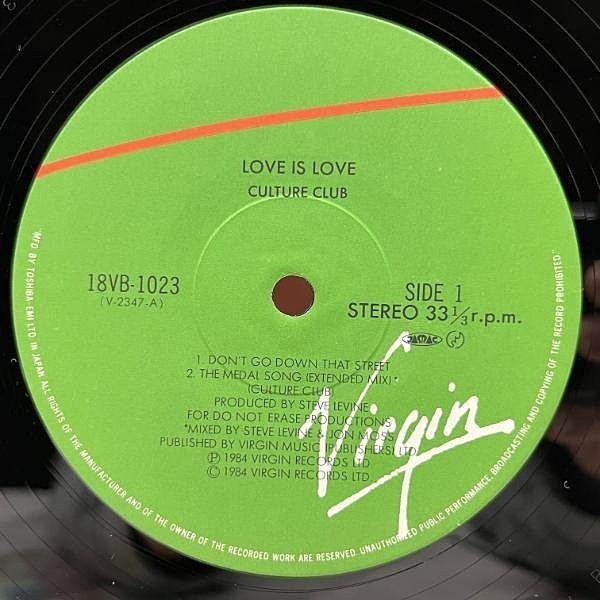 LOVE IS LOVE
CULTURE CLUB
18VB-1023
(V-2347-A)
SIDE 1
STEREO 33 1/3 r.p.m.
JASRAC
1. DON'T GO DOWN THAT STREET
2. THE MEDAL SONG (EXTENDED MIX)*
(CULTURE CLUB)
PRODUCED BY STEVE LEVINE
FOR DO NOT ERASE PRODUCTIONS
*MIXED BY STEVE LEVINE & JON MOSS
PUBLISHED BY VIRGIN MUSIC (PUBLISHERS) LTD.
Ⓟ 1984 VIRGIN RECORDS LTD.
© 1984 VIRGIN RECORDS LTD.
Virgin
"MFD BY TOSHIBA-EMI LTD IN JAPAN. ALL RIGHTS OF THE MANUFACTURER AND OF THE OWNER OF THE RECORDED WORK ARE RESERVED. UNAUTHORIZED PUBLIC PERFORMANCE, BROADCASTING AND COPYING OF THE RECORD PROHIBITED"